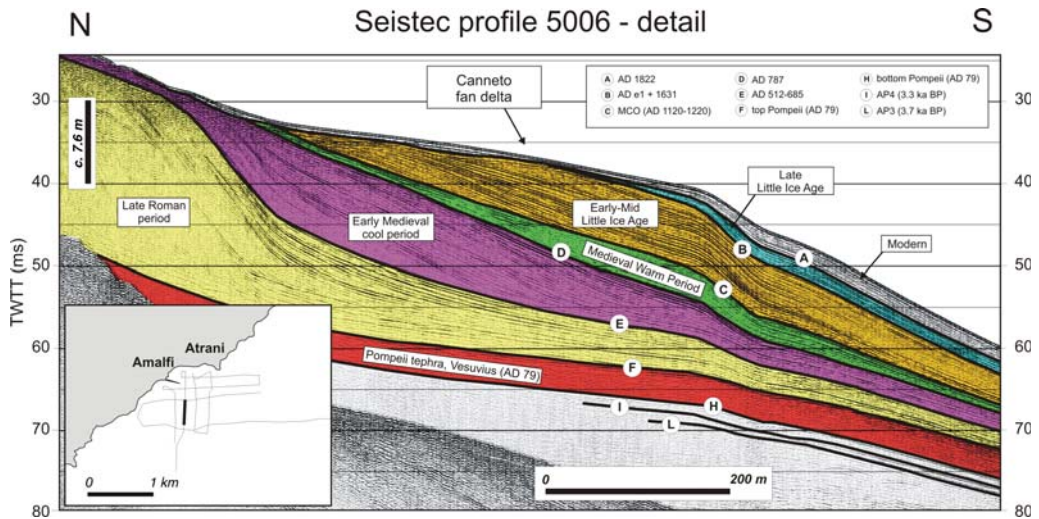 N
Seistec profile 5006 - detail
S
Canneto
fan delta
A AD 1822
B AD e1 + 1631
C MCO (AD 1120-1220)
D AD 787
E AD 512-685
F top Pompeii (AD 79)
H bottom Pompeii (AD 79)
I AP4 (3.3 ka BP)
L AP3 (3.7 ka BP)
30
40
50
60
70
80
TWTT (ms)
c. 7.6 m
30
40
50
60
70
80
Late
Little Ice Age
Late Roman
period
Early Medieval
cool period
Early-Mid
Little Ice Age
Modern
Medieval Warm Period
A
B
C
D
E
F
H
I
L
Pompeii tephra, Vesuvius (AD 79)
Atrani
Amalfi
0 1 km
0 200 m